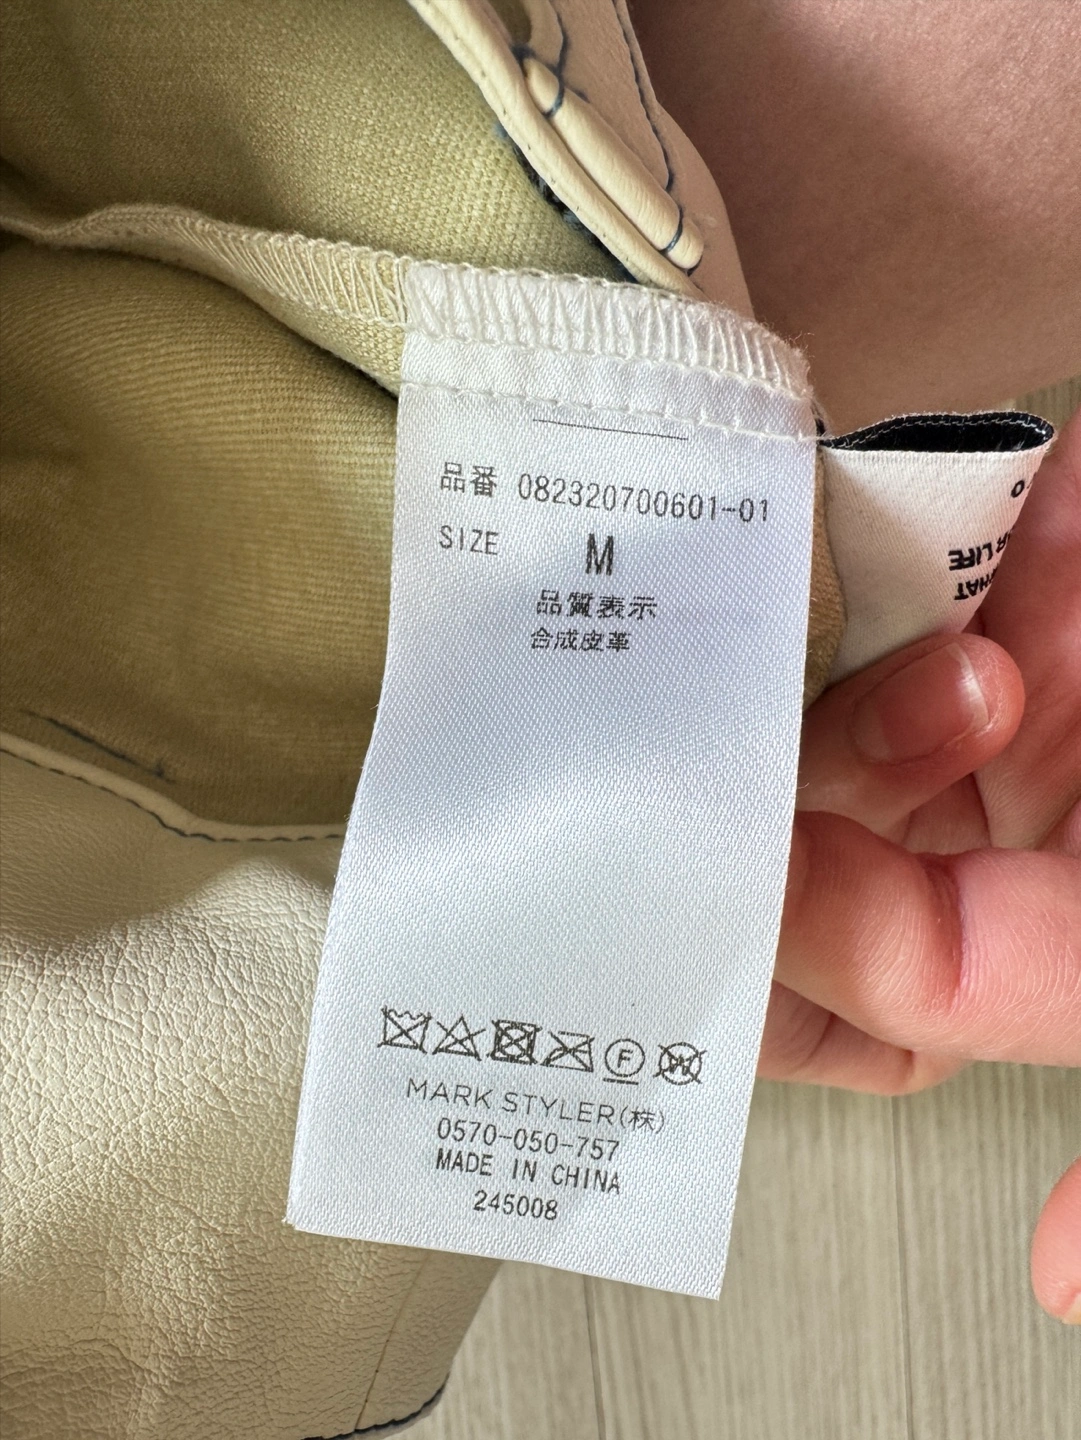 品番 082320700601-01
SIZE M
品質表示
合成皮革
F
W
MARK STYLER(株)
0570-050-757
MADE IN CHINA
245008
LIFE